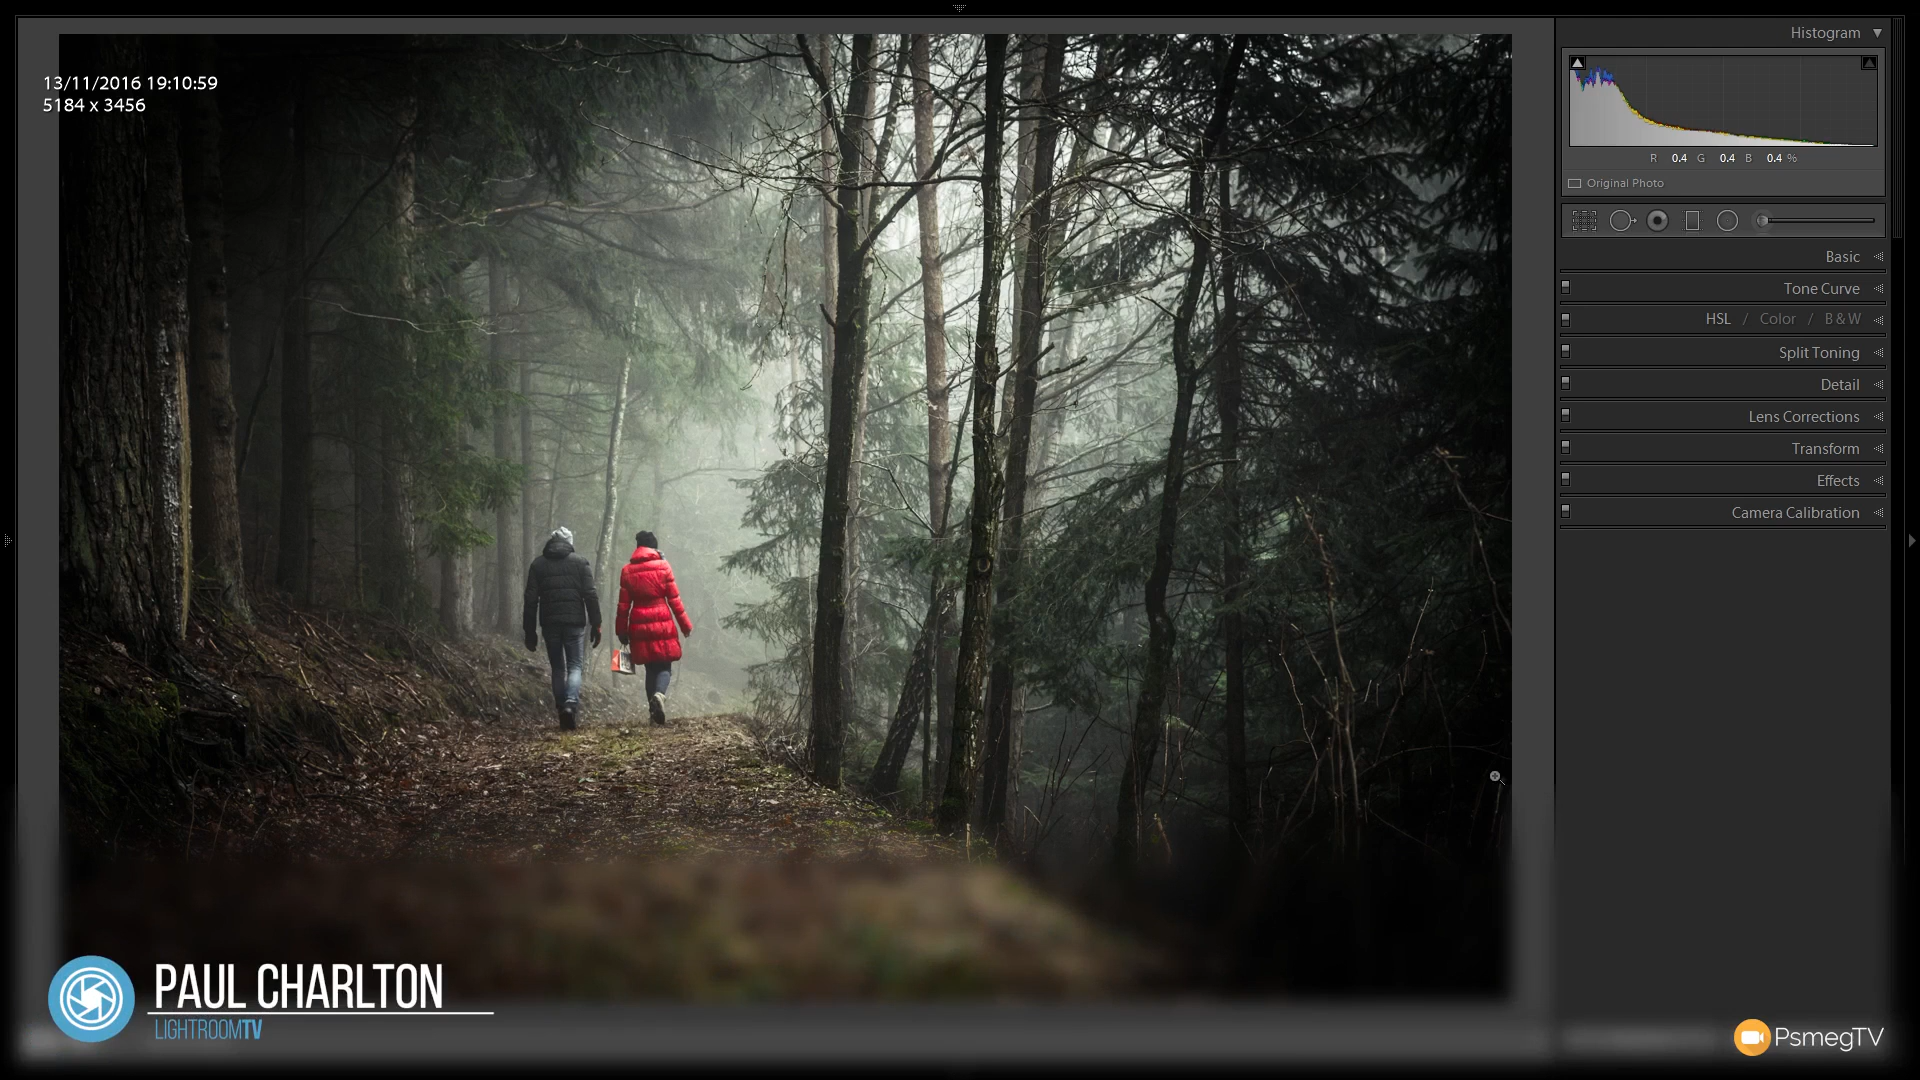 Histogram
13/11/2016 19:10:59
5184 x 3456
R 0.4 G 0.4 B 0.4 %
Original Photo
Basic
Tone Curve
HSL / Color / B & W
Split Toning
Detail
Lens Corrections
Transform
Effects
Camera Calibration
PAUL CHARLTON
LIGHTROOMTV
PsmegTV